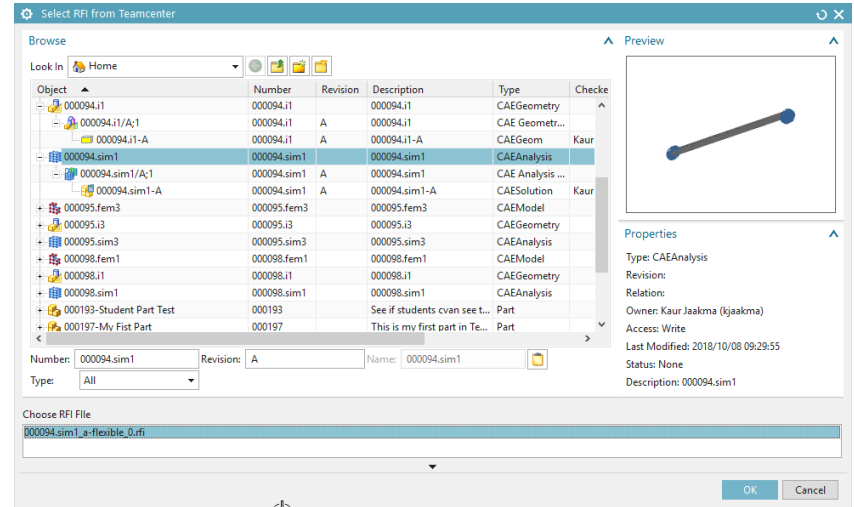 Select RFI from Teamcenter
Browse
Look In Home
Object Number Revision Description Type Checke
000094.i1 000094.i1 000094.i1 CAEGeometry
000094.i1/A;1 000094.i1 A 000094.i1 CAE Geometr...
000094.i1-A 000094.i1 A 000094.i1-A CAEGeom Kaur
000094.sim1 000094.sim1 000094.sim1 CAEAnalysis
000094.sim1/A;1 000094.sim1 A 000094.sim1 CAE Analysis ...
000094.sim1-A 000094.sim1 A 000094.sim1-A CAESolution Kaur
000095.fem3 000095.fem3 000095.fem3 CAEModel
000095.i3 000095.i3 000095.i3 CAEGeometry
000095.sim3 000095.sim3 000095.sim3 CAEAnalysis
000098.fem1 000098.fem1 000098.fem1 CAEModel
000098.i1 000098.i1 000098.i1 CAEGeometry
000098.sim1 000098.sim1 000098.sim1 CAEAnalysis
000193-Student Part Test 000193 See if students cvan see t... Part
000197-My Fist Part 000197 This is my first part in Te... Part
Number: 000094.sim1 Revision: A Name: 000094.sim1
Type: All
Preview
Properties
Type: CAEAnalysis
Revision:
Relation:
Owner: Kaur Jaakma (kjaakma)
Access: Write
Last Modified: 2018/10/08 09:29:55
Status: None
Description: 000094.sim1
Choose RFI FIle
000094.sim1_a-flexible_0.rfi
OK Cancel